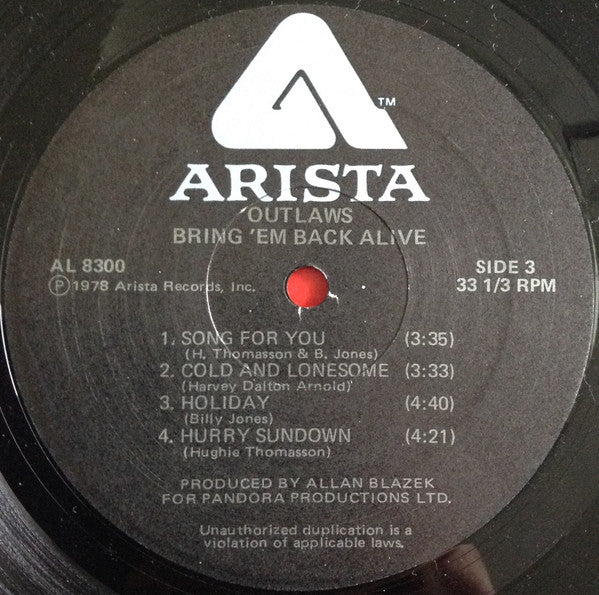 TM
ARISTA
OUTLAWS
BRING 'EM BACK ALIVE
AL 8300 SIDE 3
Ⓟ1978 Arista Records, Inc. 33 1/3 RPM
1. SONG FOR YOU (3:35)
(H. Thomasson & B. Jones)
2. COLD AND LONESOME (3:33)
(Harvey Dalton Arnold)
3. HOLIDAY (4:40)
(Billy Jones)
4. HURRY SUNDOWN (4:21)
(Hughie Thomasson)
PRODUCED BY ALLAN BLAZEK
FOR PANDORA PRODUCTIONS LTD.
Unauthorized duplication is a
violation of applicable laws.